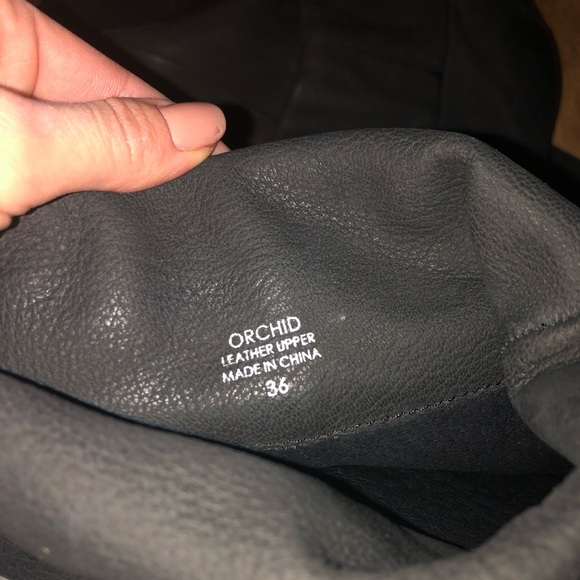 ORCHID
LEATHER UPPER
MADE IN CHINA
36